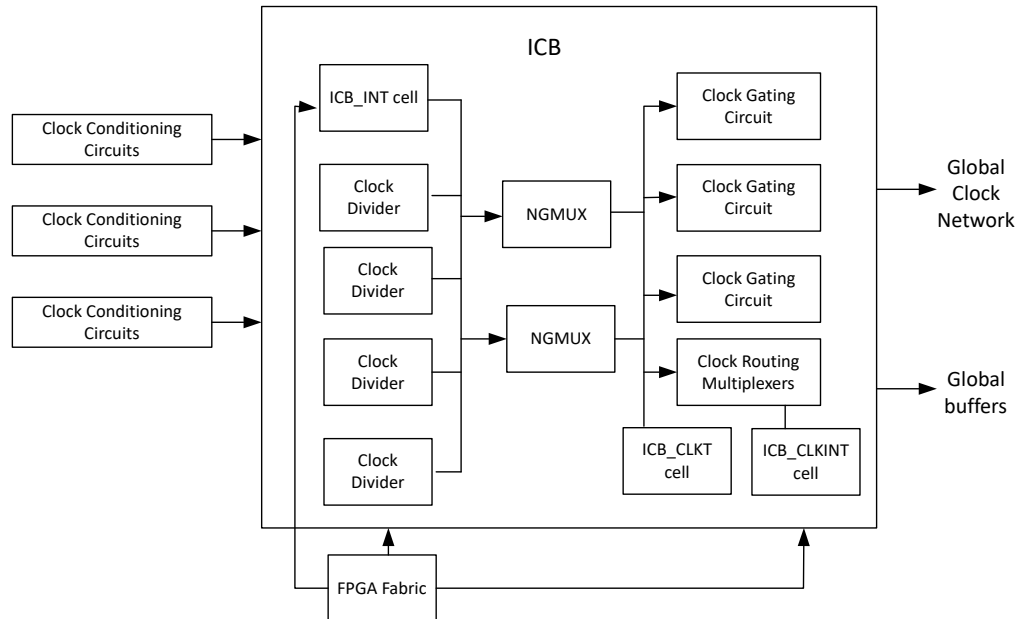 ICB
ICB_INT cell
Clock Gating
Circuit
Clock Conditioning
Circuits
Clock
Divider
Clock Gating
Circuit
Global
Clock
Network
NGMUX
Clock Conditioning
Circuits
Clock
Divider
Clock Gating
Circuit
Clock Conditioning
Circuits
NGMUX
Clock
Divider
Clock Routing
Multiplexers
Global
buffers
Clock
Divider
ICB_CLKT
cell
ICB_CLKINT
cell
FPGA Fabric